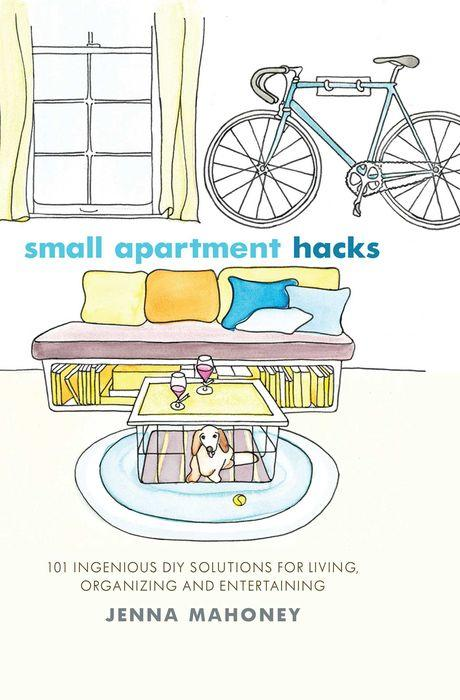 small apartment hacks
101 INGENIOUS DIY SOLUTIONS FOR LIVING,
ORGANIZING AND ENTERTAINING
JENNA MAHONEY